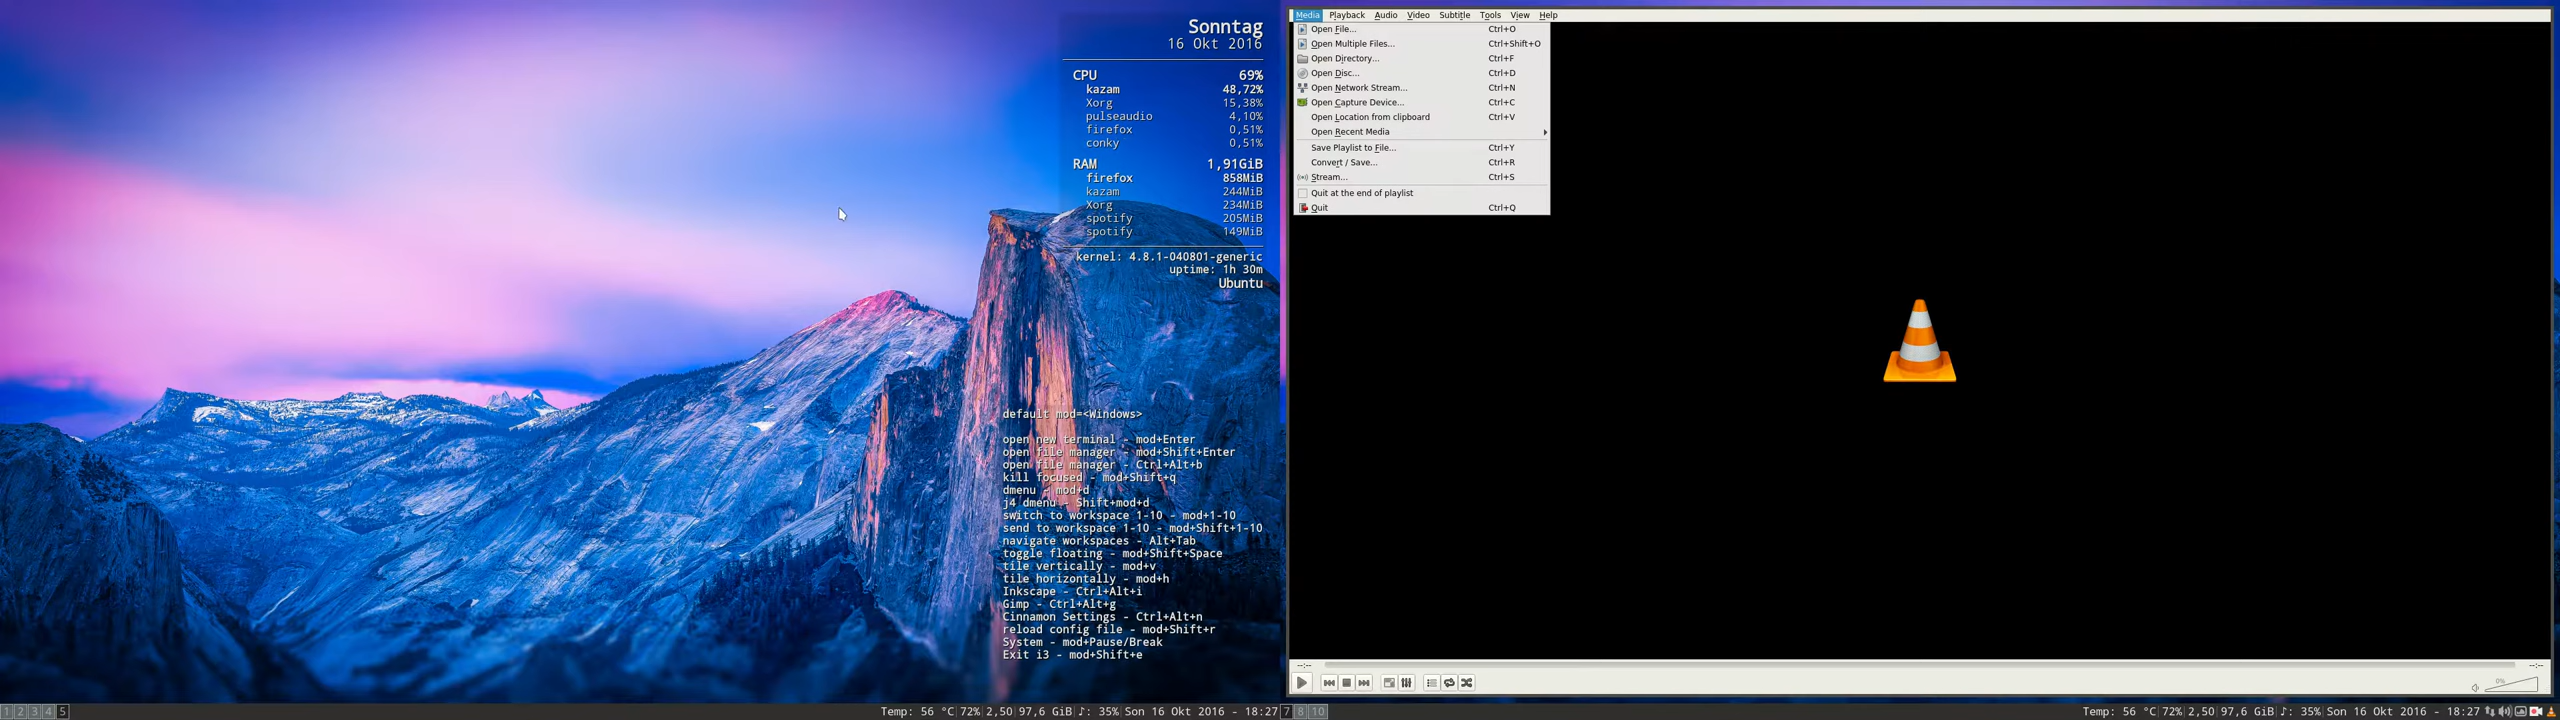 Sonntag
16 Okt 2016
CPU 69%
kazam 48,72%
Xorg 15,38%
pulseaudio 4,10%
firefox 0,51%
conky 0,51%
RAM 1,91GiB
firefox 858MiB
kazam 244MiB
Xorg 234MiB
spotify 205MiB
spotify 149MiB
kernel: 4.8.1-040801-generic
uptime: 1h 30m
Ubuntu
default mod=<Windows>
open new terminal - mod+Enter
open file manager - mod+Shift+Enter
open file manager - Ctrl+Alt+b
kill focused - mod+Shift+q
dmenu - mod+d
j4 dmenu - Shift+mod+d
switch to workspace 1-10 - mod+1-10
send to workspace 1-10 - mod+Shift+1-10
navigate workspaces - Alt+Tab
toggle floating - mod+Shift+Space
tile vertically - mod+v
tile horizontally - mod+h
Inkscape - Ctrl+Alt+i
Gimp - Ctrl+Alt+g
Cinnamon Settings - Ctrl+Alt+n
reload config file - mod+Shift+r
System - mod+Pause/Break
Exit i3 - mod+Shift+e
1 2 3 4 5
Temp: 56 °C|72%|2,50|97,6 GiB|♪: 35%|Son 16 Okt 2016 - 18:27
Media Playback Audio Video Subtitle Tools View Help
Open File... Ctrl+O
Open Multiple Files... Ctrl+Shift+O
Open Directory... Ctrl+F
Open Disc... Ctrl+D
Open Network Stream... Ctrl+N
Open Capture Device... Ctrl+C
Open Location from clipboard Ctrl+V
Open Recent Media
Save Playlist to File... Ctrl+Y
Convert / Save... Ctrl+R
Stream... Ctrl+S
Quit at the end of playlist
Quit Ctrl+Q
--:-- --:--
0%
7 8 10
Temp: 56 °C|72%|2,50|97,6 GiB|♪: 35%|Son 16 Okt 2016 - 18:27